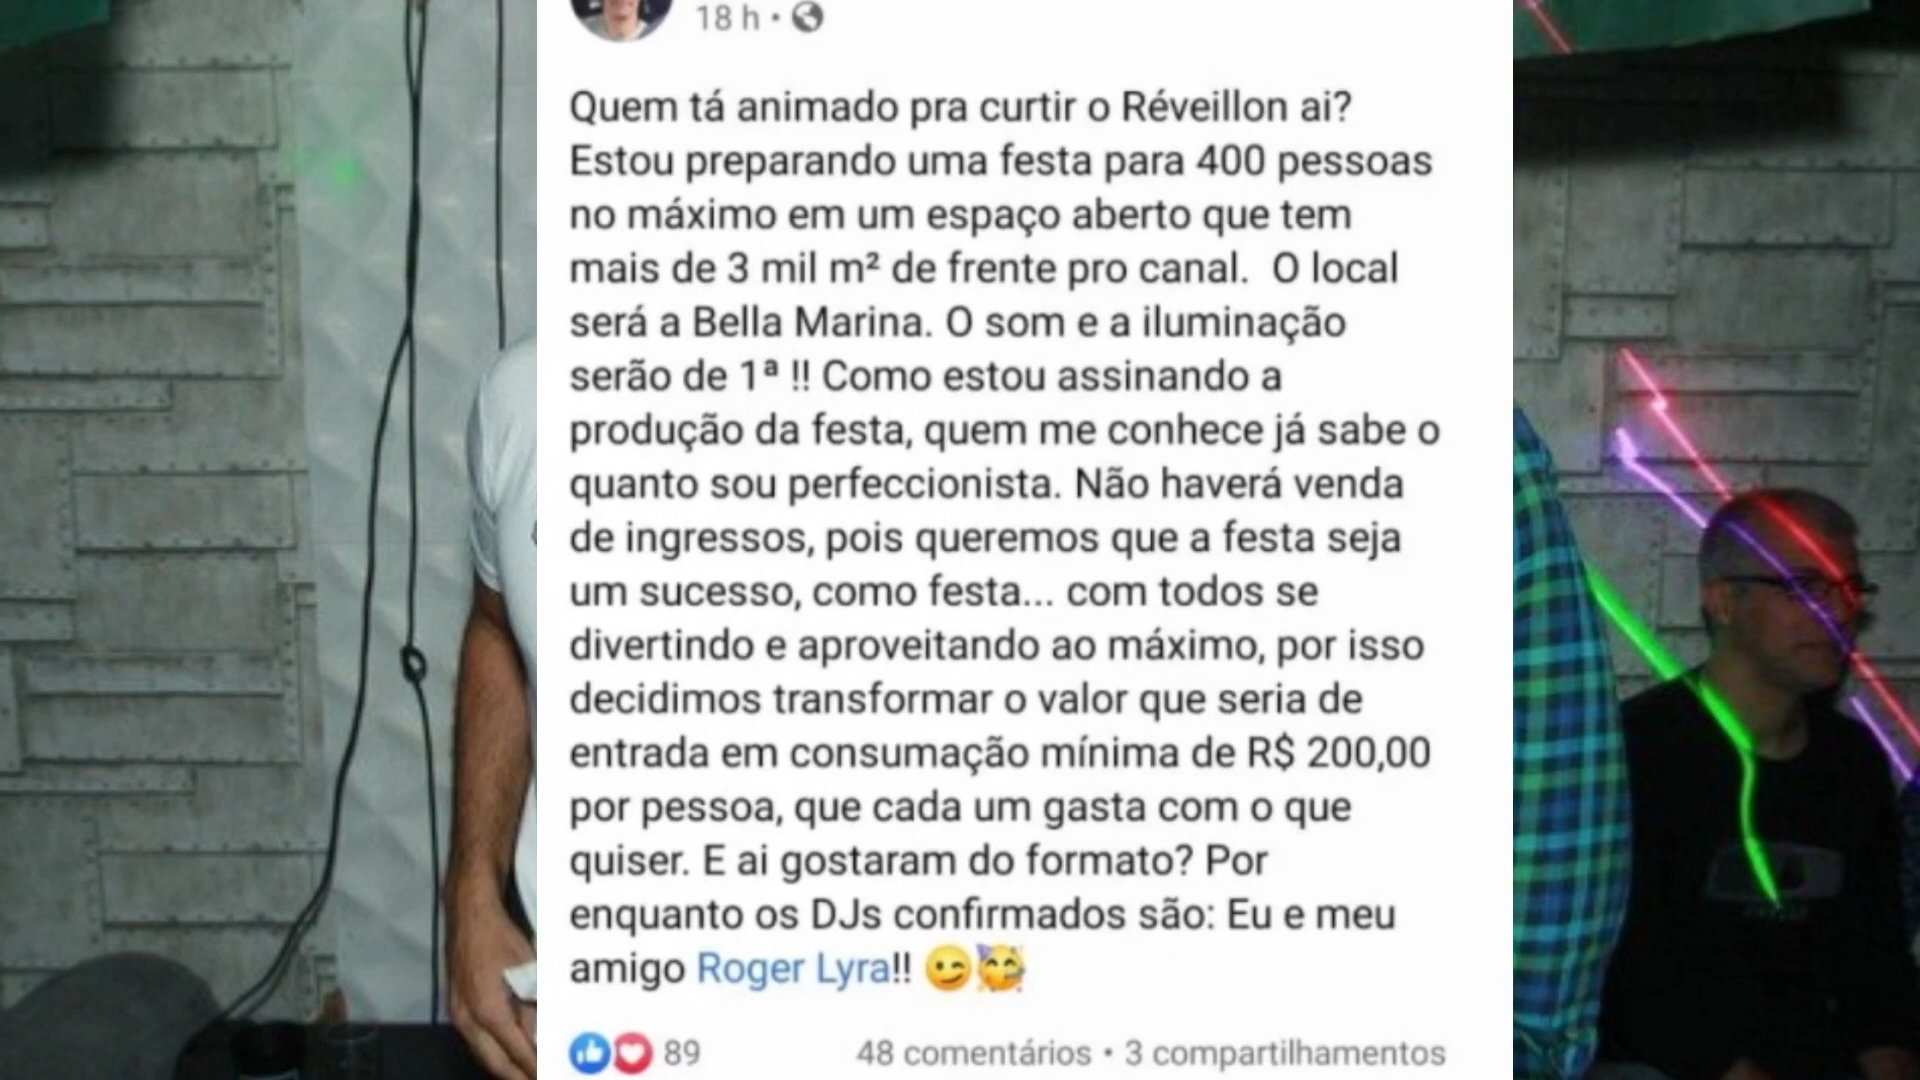 18 h •
Quem tá animado pra curtir o Réveillon ai?
Estou preparando uma festa para 400 pessoas
no máximo em um espaço aberto que tem
mais de 3 mil m² de frente pro canal.  O local
será a Bella Marina. O som e a iluminação
serão de 1ª !! Como estou assinando a
produção da festa, quem me conhece já sabe o
quanto sou perfeccionista. Não haverá venda
de ingressos, pois queremos que a festa seja
um sucesso, como festa... com todos se
divertindo e aproveitando ao máximo, por isso
decidimos transformar o valor que seria de
entrada em consumação mínima de R$ 200,00
por pessoa, que cada um gasta com o que
quiser. E ai gostaram do formato? Por
enquanto os DJs confirmados são: Eu e meu
amigo Roger Lyra!! 😉🥳
89 48 comentários • 3 compartilhamentos